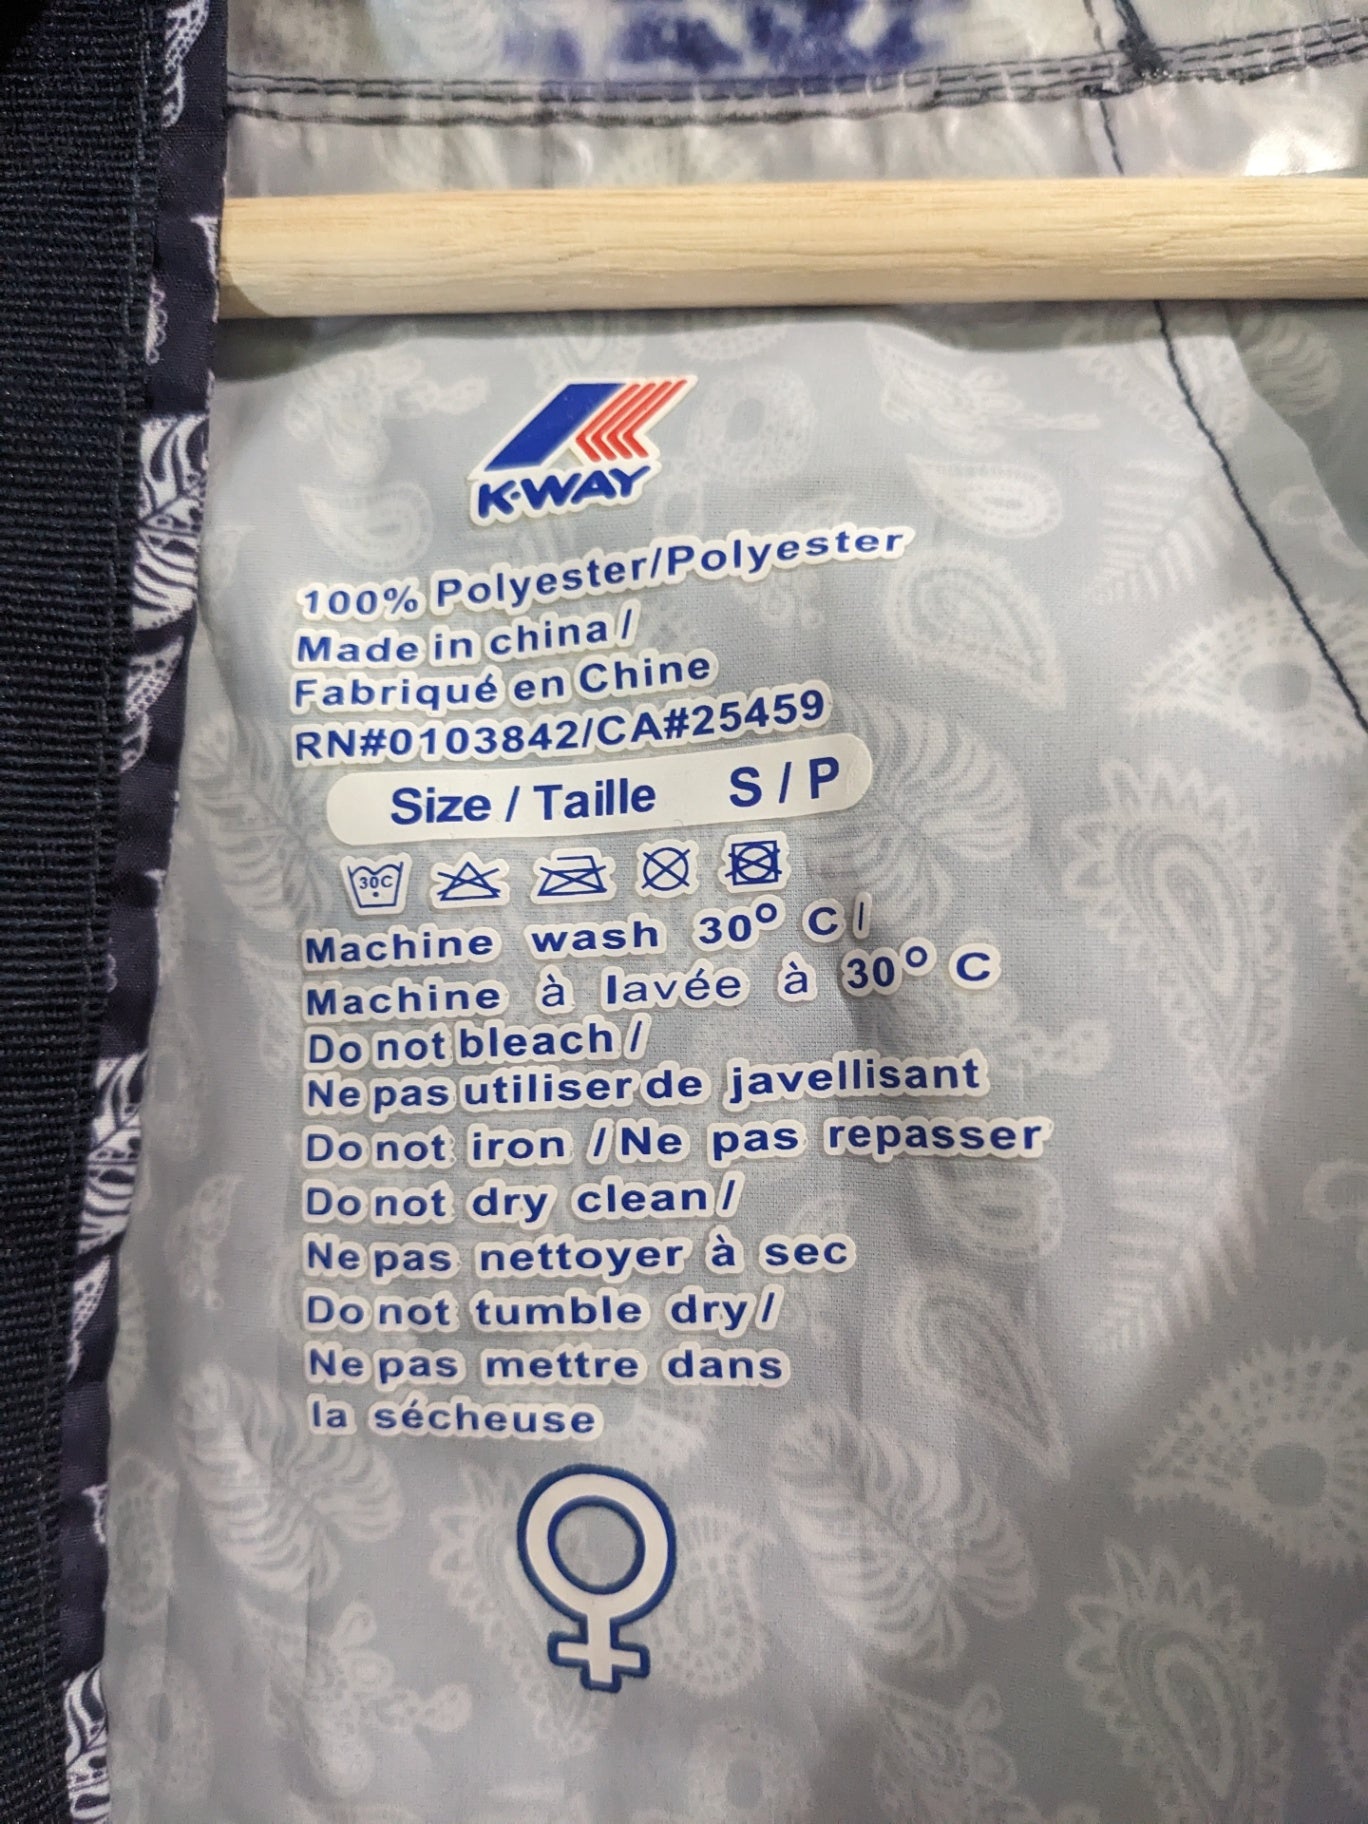 K-WAY
100% Polyester/Polyester
Made in china /
Fabriqué en Chine
RN#0103842/CA#25459
Size / Taille S / P
30C
Machine wash 30° C /
Machine à lavée à 30° C
Do not bleach /
Ne pas utiliser de javellisant
Do not iron / Ne pas repasser
Do not dry clean /
Ne pas nettoyer à sec
Do not tumble dry /
Ne pas mettre dans
la sécheuse